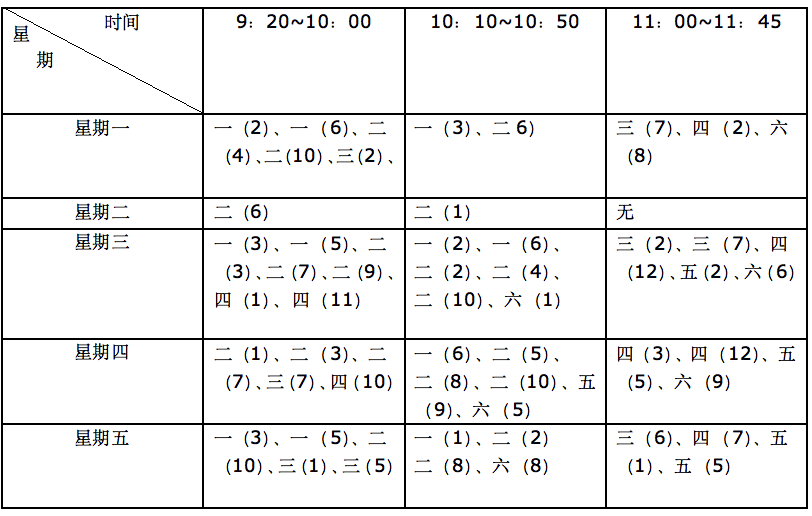 时间
星
期
9：20~10：00
10：10~10：50
11：00~11：45
星期一
一（2）、一（6）、二
（4）、二（10）、三（2）、
一（3）、二6）
三（7）、四（2）、六
（8）
星期二
二（6）
二（1）
无
星期三
一（3）、一（5）、二
（3）、二（7）、二（9）、
四（1）、四（11）
一（2）、一（6）、
二（2）、二（4）、
二（10）、六（1）
三（2）、三（7）、四
（12）、五（2）、六（6）
星期四
二（1）、二（3）、二
（7）、三（7）、四（10）
一（6）、二（5）、
二（8）、二（10）、五
（9）、六（5）
四（3）、四（12）、五
（5）、六（9）
星期五
一（3）、一（5）、二
（10）、三（1）、三（5）
一（1）、二（2）
二（8）、六（8）
三（6）、四（7）、五
（1）、五（5）